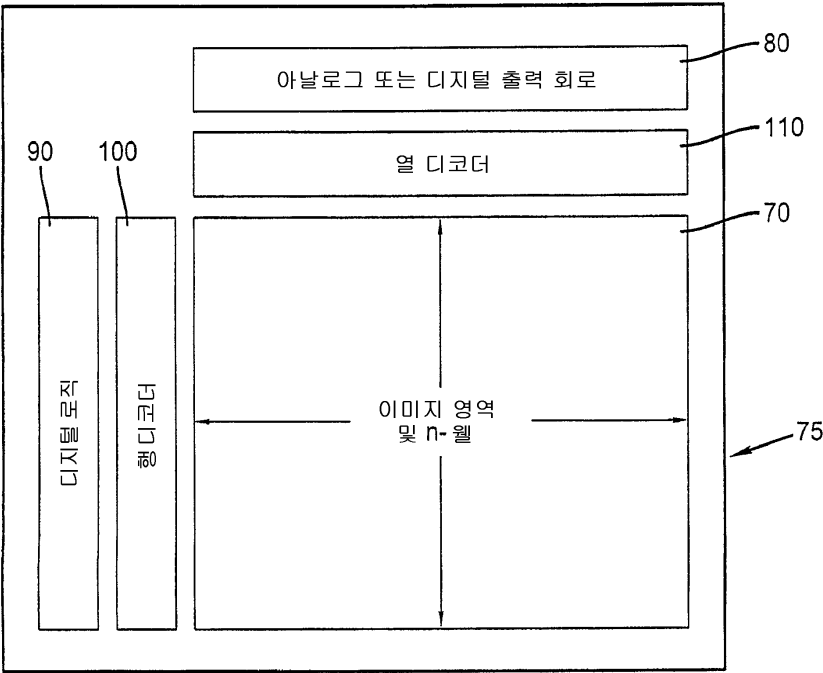 80
아날로그 또는 디지털 출력 회로
110
열 디코더
90
100
70
디지털 로직
행 디코더
이미지 영역
및 n-웰
75